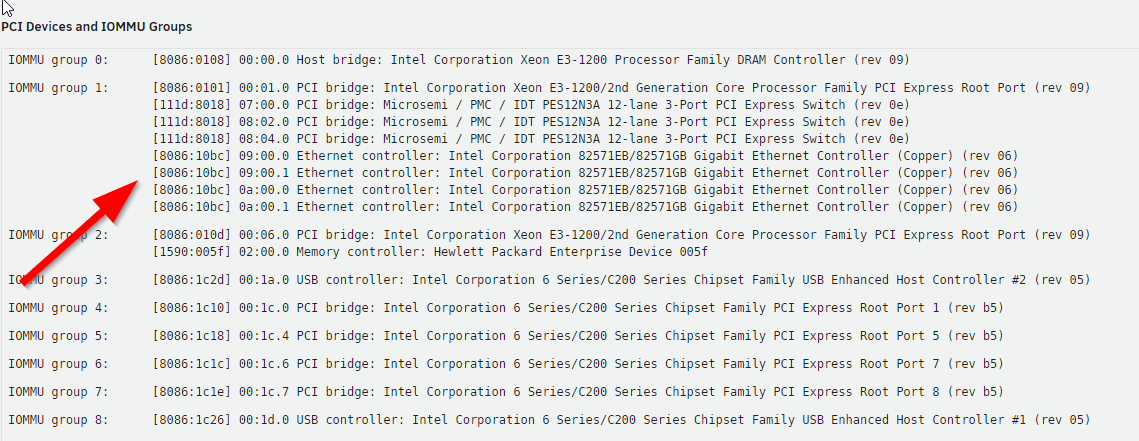 PCI Devices and IOMMU Groups
IOMMU group 0: [8086:0108] 00:00.0 Host bridge: Intel Corporation Xeon E3-1200 Processor Family DRAM Controller (rev 09)
IOMMU group 1: [8086:0101] 00:01.0 PCI bridge: Intel Corporation Xeon E3-1200/2nd Generation Core Processor Family PCI Express Root Port (rev 09)
[111d:8018] 07:00.0 PCI bridge: Microsemi / PMC / IDT PES12N3A 12-lane 3-Port PCI Express Switch (rev 0e)
[111d:8018] 08:02.0 PCI bridge: Microsemi / PMC / IDT PES12N3A 12-lane 3-Port PCI Express Switch (rev 0e)
[111d:8018] 08:04.0 PCI bridge: Microsemi / PMC / IDT PES12N3A 12-lane 3-Port PCI Express Switch (rev 0e)
[8086:10bc] 09:00.0 Ethernet controller: Intel Corporation 82571EB/82571GB Gigabit Ethernet Controller (Copper) (rev 06)
[8086:10bc] 09:00.1 Ethernet controller: Intel Corporation 82571EB/82571GB Gigabit Ethernet Controller (Copper) (rev 06)
[8086:10bc] 0a:00.0 Ethernet controller: Intel Corporation 82571EB/82571GB Gigabit Ethernet Controller (Copper) (rev 06)
[8086:10bc] 0a:00.1 Ethernet controller: Intel Corporation 82571EB/82571GB Gigabit Ethernet Controller (Copper) (rev 06)
IOMMU group 2: [8086:010d] 00:06.0 PCI bridge: Intel Corporation Xeon E3-1200/2nd Generation Core Processor Family PCI Express Root Port (rev 09)
[1590:005f] 02:00.0 Memory controller: Hewlett Packard Enterprise Device 005f
IOMMU group 3: [8086:1c2d] 00:1a.0 USB controller: Intel Corporation 6 Series/C200 Series Chipset Family USB Enhanced Host Controller #2 (rev 05)
IOMMU group 4: [8086:1c10] 00:1c.0 PCI bridge: Intel Corporation 6 Series/C200 Series Chipset Family PCI Express Root Port 1 (rev b5)
IOMMU group 5: [8086:1c18] 00:1c.4 PCI bridge: Intel Corporation 6 Series/C200 Series Chipset Family PCI Express Root Port 5 (rev b5)
IOMMU group 6: [8086:1c1c] 00:1c.6 PCI bridge: Intel Corporation 6 Series/C200 Series Chipset Family PCI Express Root Port 7 (rev b5)
IOMMU group 7: [8086:1c1e] 00:1c.7 PCI bridge: Intel Corporation 6 Series/C200 Series Chipset Family PCI Express Root Port 8 (rev b5)
IOMMU group 8: [8086:1c26] 00:1d.0 USB controller: Intel Corporation 6 Series/C200 Series Chipset Family USB Enhanced Host Controller #1 (rev 05)